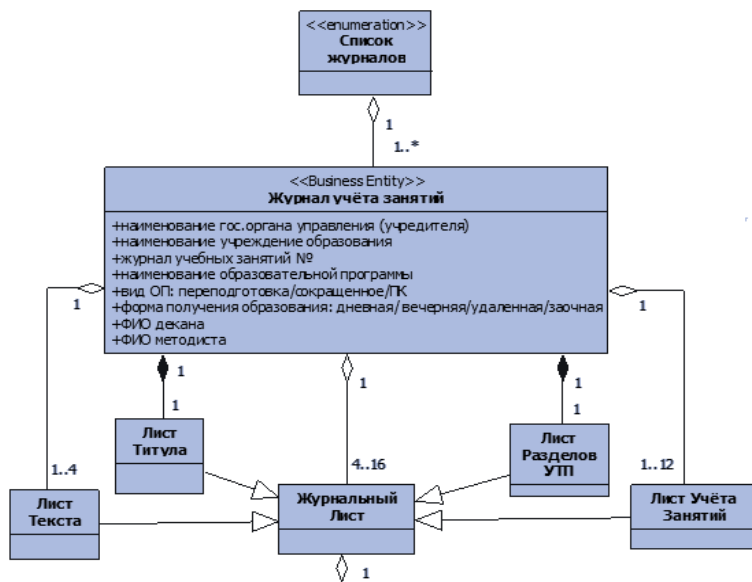 <<enumeration>>
Список
журналов
1
1..*
<<Business Entity>>
Журнал учёта занятий
+наименование гос.органа управления (учредителя)
+наименование учреждение образования
+журнал учебных занятий №
+наименование образовательной программы
+вид ОП: переподготовка/сокращенное/ПК
+форма получения образования: дневная/вечерняя/удаленная/заочная
+ФИО декана
+ФИО методиста
1
1
1
1
1
1
1
Лист
Титула
Лист
Разделов
УТП
1..4
4..16
1..12
Лист
Текста
Журнальный
Лист
Лист Учёта
Занятий
1